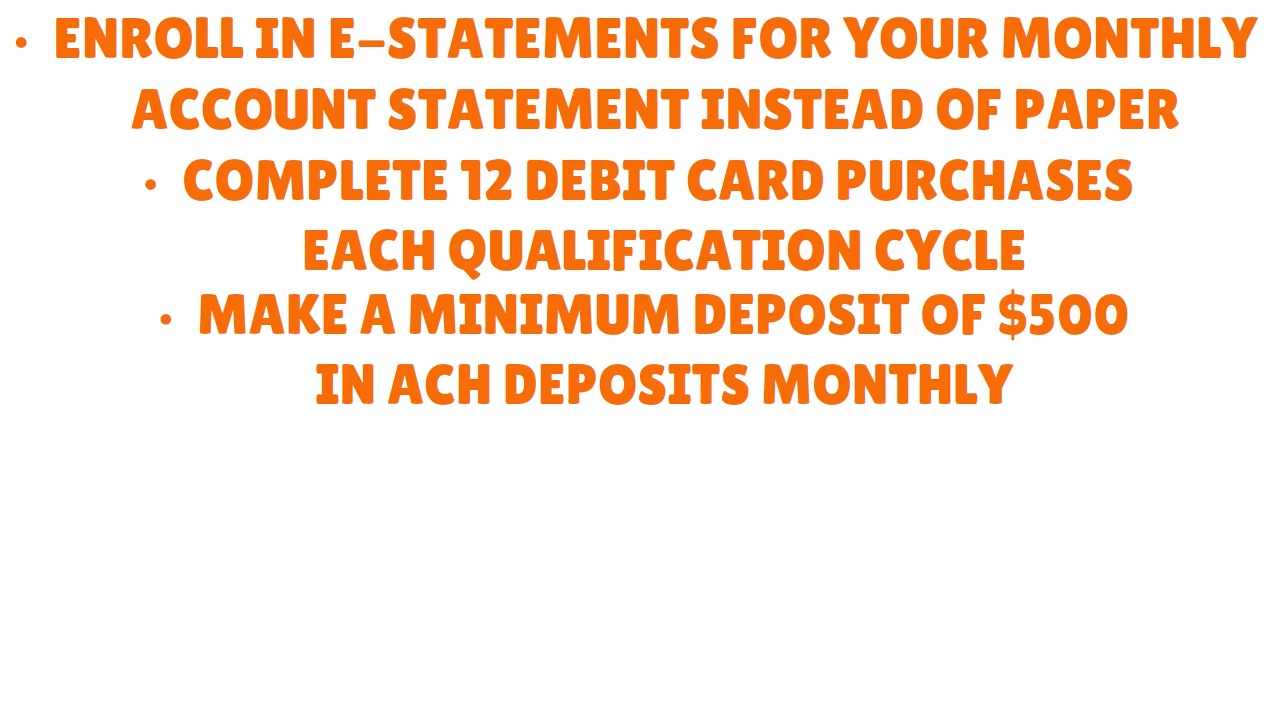 • ENROLL IN E-STATEMENTS FOR YOUR MONTHLY
ACCOUNT STATEMENT INSTEAD OF PAPER
• COMPLETE 12 DEBIT CARD PURCHASES
EACH QUALIFICATION CYCLE
• MAKE A MINIMUM DEPOSIT OF $500
IN ACH DEPOSITS MONTHLY